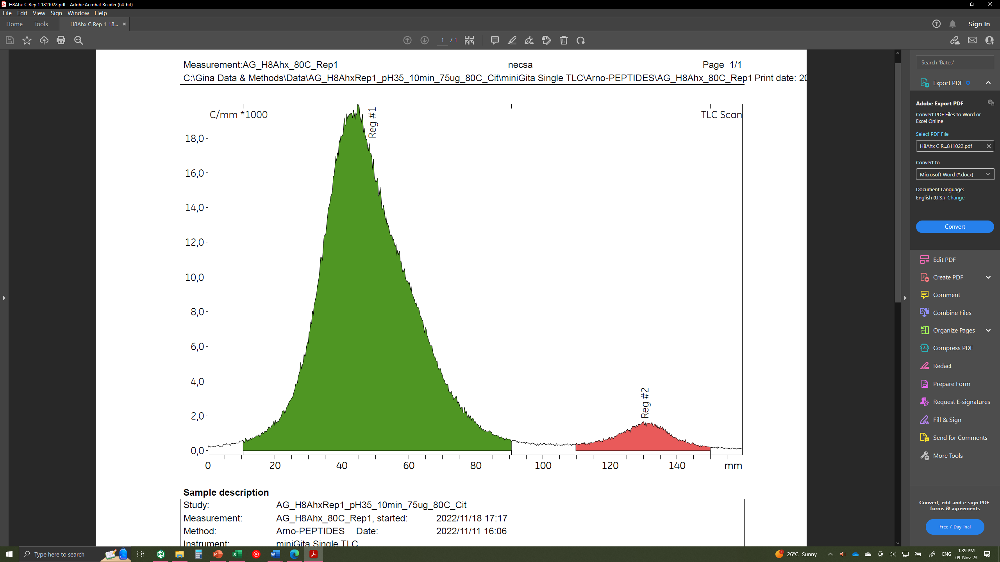 H8Ahx C Rep 1 1811022.pdf - Adobe Acrobat Reader (64-bit)
File Edit View Sign Window Help
Home Tools H8Ahx C Rep 1 18... × Sign In
1 / 1
Measurement:AG_H8Ahx_80C_Rep1 necsa Page 1/1
C:\Gina Data & Methods\Data\AG_H8AhxRep1_pH35_10min_75ug_80C_Cit\miniGita Single TLC\Arno-PEPTIDES\AG_H8Ahx_80C_Rep1 Print date: 20
C/mm *1000 TLC Scan
Reg #1
18,0
16,0
14,0
12,0
10,0
8,0
6,0
4,0
2,0
0,0
Reg #2
0 20 40 60 80 100 120 140 mm
Sample description
Study: AG_H8AhxRep1_pH35_10min_75ug_80C_Cit
Measurement: AG_H8Ahx_80C_Rep1, started: 2022/11/18 17:17
Method: Arno-PEPTIDES Date: 2022/11/11 16:06
Instrument: miniGita Single TLC
Search 'Bates'
Export PDF
Adobe Export PDF
Convert PDF Files to Word or
Excel Online
Select PDF File
H8Ahx C R...811022.pdf
Convert to
Microsoft Word (*.docx)
Document Language:
English (U.S.) Change
Convert
Edit PDF
Create PDF
Comment
Combine Files
Organize Pages
Compress PDF
Redact
Prepare Form
Request E-signatures
Fill & Sign
Send for Comments
More Tools
Convert, edit and e-sign PDF
forms & agreements
Free 7-Day Trial
Type here to search
26°C Sunny
ENG
1:39 PM
09-Nov-23